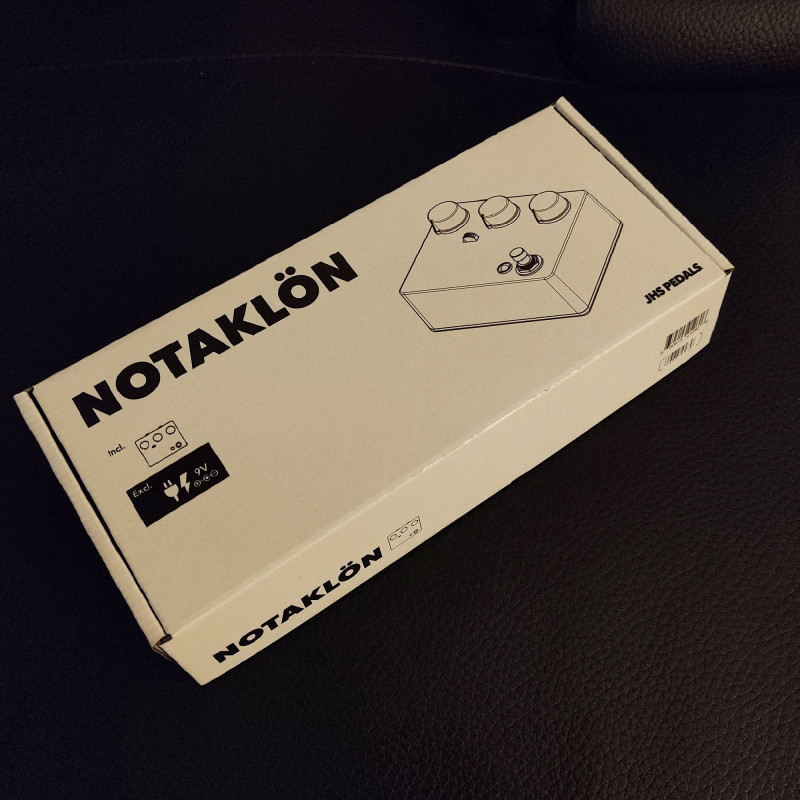 NOTAKLÖN
JHS PEDALS
Incl.
Excl.
9V
NOTAKLÖN